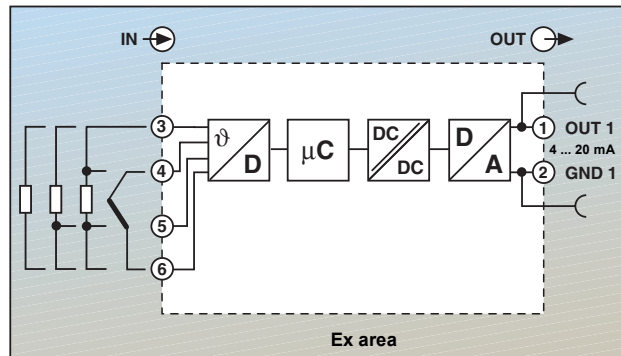 IN
OUT
3
4
5
6
ϑ
D
µC
DC
DC
D
A
1 OUT 1
4 ... 20 mA
2 GND 1
Ex area